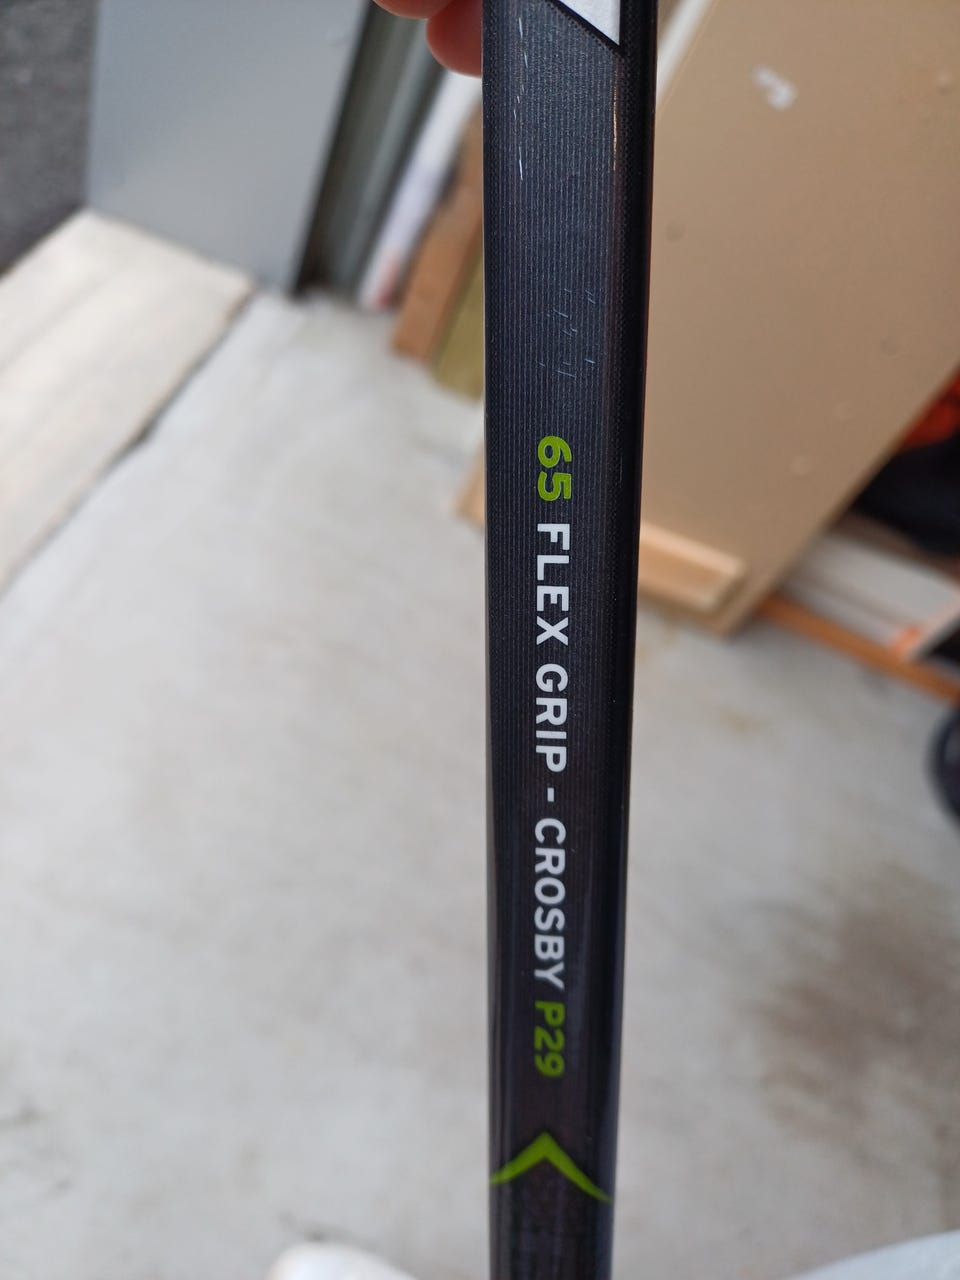 65 FLEX GRIP - CROSBY P29